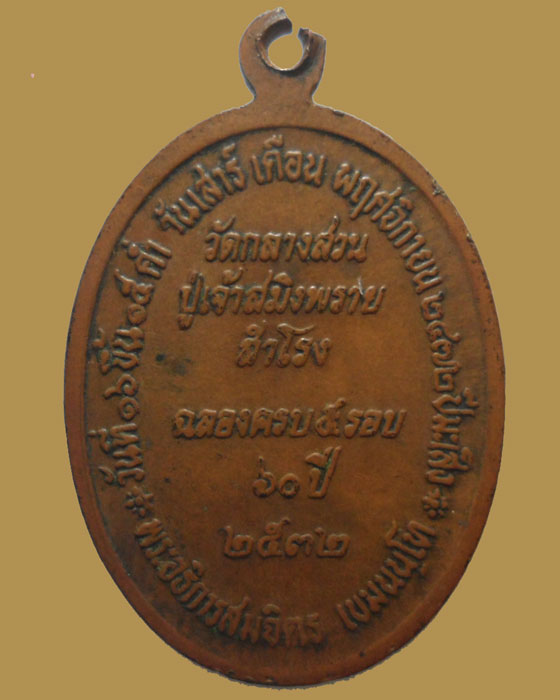 วันที่ ๑๖ ขึ้น ๑๕ ค่ำ วันเสาร์ เดือน พฤศจิกายน ๒๔๗๒ ปีมะเส็ง
วัดกลางสวน
ปู่เจ้าสมิงพราย
สำโรง
ฉลองครบ ๕ รอบ
๖๐ ปี
๒๕๓๒
พระอธิการสมจิตร เขมนนฺโท